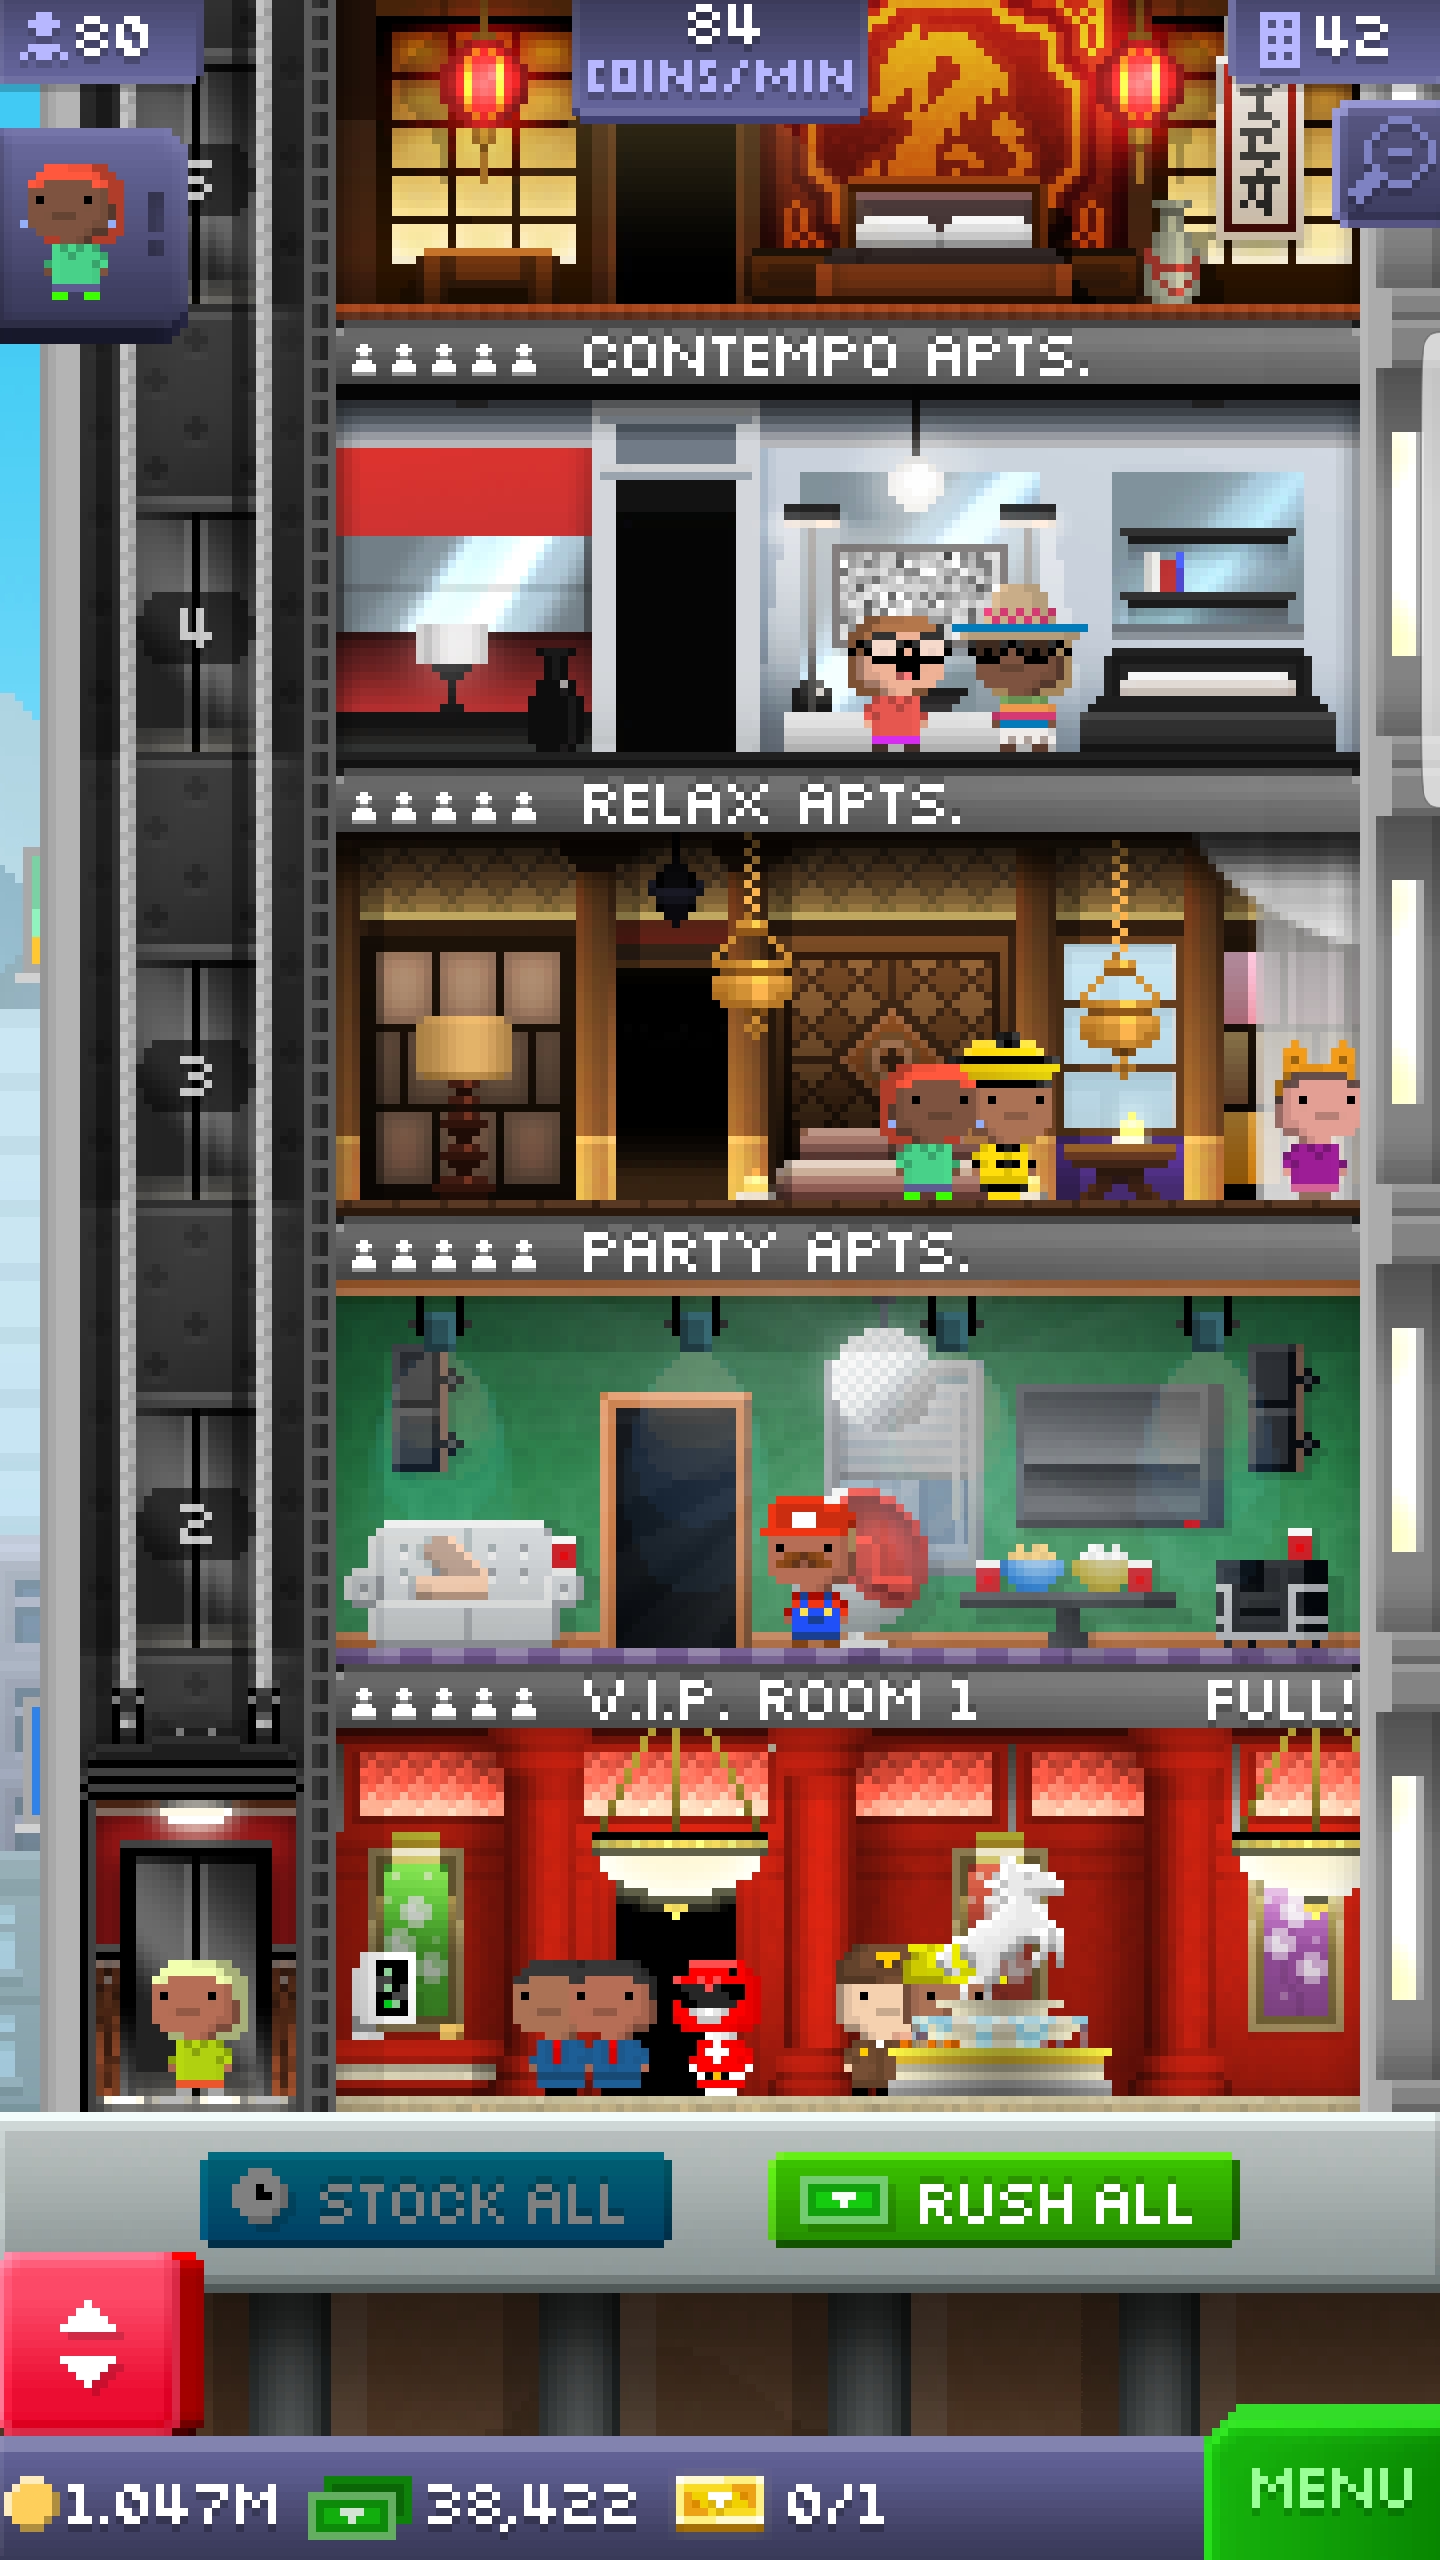 80
84
COINS/MIN
42
5
CONTEMPO APTS.
4
RELAX APTS.
3
PARTY APTS.
2
V.I.P. ROOM 1 FULL!
STOCK ALL
RUSH ALL
1.047M 38,422 0/1
MENU